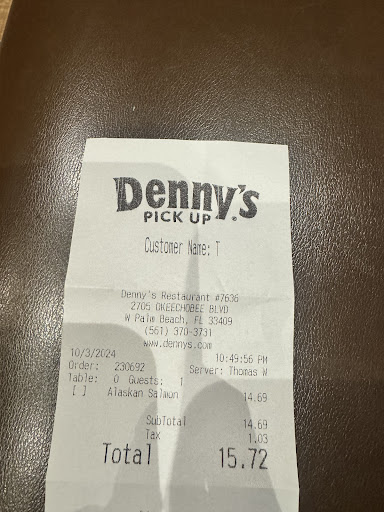 Denny's
PICK UP
Customer Name: T
Denny's Restaurant #7636
2705 OKEECHOBEE BLVD
W Palm Beach, FL 33409
(561) 370-3731
www.dennys.com
10/3/2024 10:49:56 PM
Order: 230692 Server: Thomas W
Table: 0 Guests: 1
[ ] Alaskan Salmon 14.69
SubTotal 14.69
Tax 1.03
Total 15.72